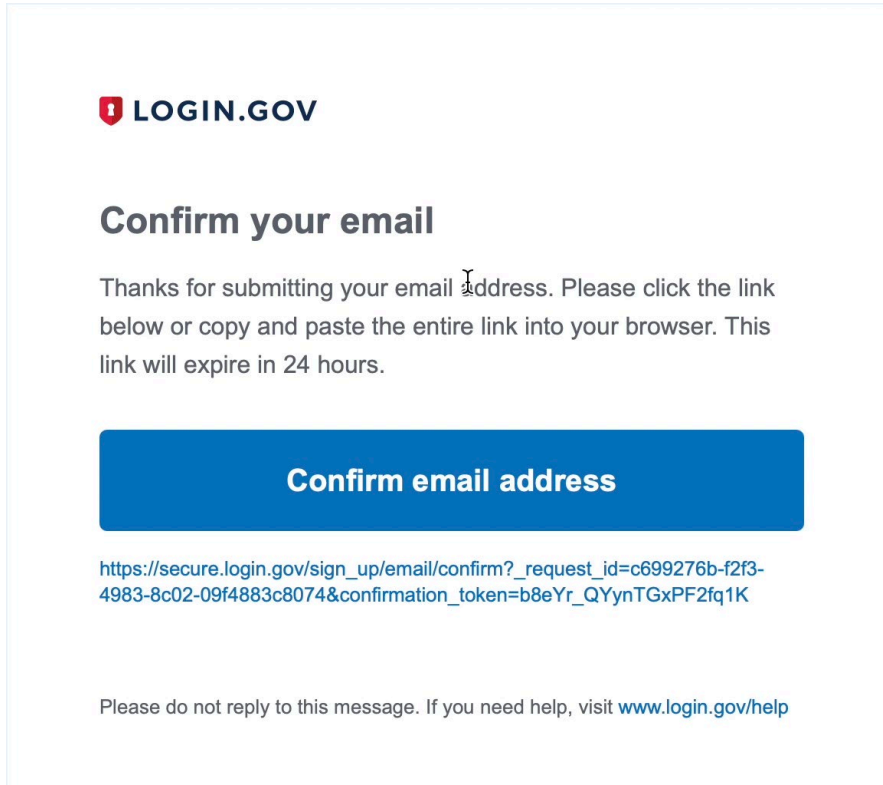 LOGIN.GOV
Confirm your email
Thanks for submitting your email address. Please click the link
below or copy and paste the entire link into your browser. This
link will expire in 24 hours.
Confirm email address
https://secure.login.gov/sign_up/email/confirm?_request_id=c699276b-f2f3-
4983-8c02-09f4883c8074&confirmation_token=b8eYr_QYynTGxPF2fq1K
Please do not reply to this message. If you need help, visit www.login.gov/help